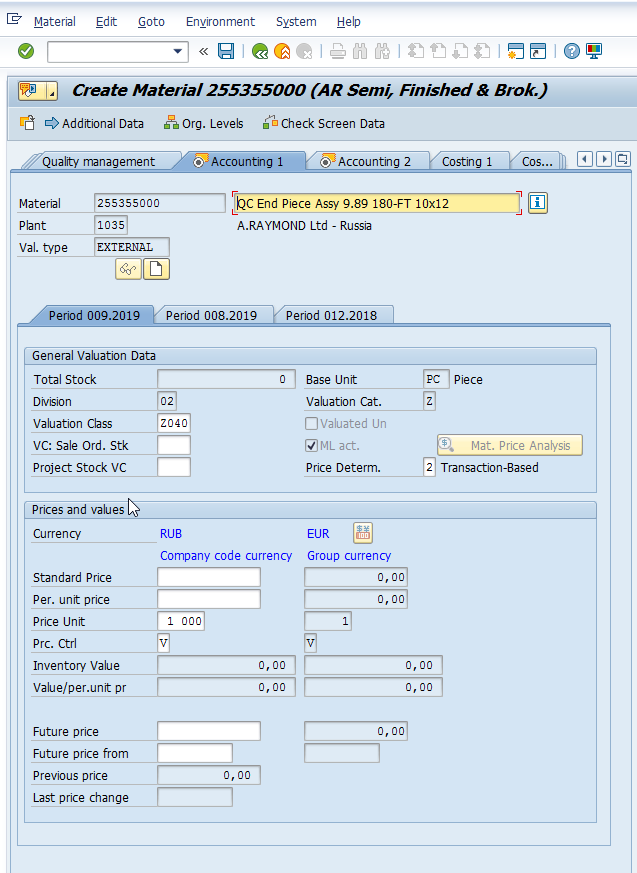 Material Edit Goto Environment System Help
Create Material 255355000 (AR Semi, Finished & Brok.)
Additional Data Org. Levels Check Screen Data
Quality management Accounting 1 Accounting 2 Costing 1 Cos...
Material 255355000 QC End Piece Assy 9.89 180-FT 10x12
Plant 1035 A.RAYMOND Ltd - Russia
Val. type EXTERNAL
Period 009.2019 Period 008.2019 Period 012.2018
General Valuation Data
Total Stock 0 Base Unit PC Piece
Division 02 Valuation Cat. Z
Valuation Class Z040 Valuated Un
VC: Sale Ord. Stk ML act. Mat. Price Analysis
Project Stock VC Price Determ. 2 Transaction-Based
Prices and values
Currency RUB EUR
Company code currency Group currency
Standard Price 0,00
Per. unit price 0,00
Price Unit 1 000 1
Prc. Ctrl V V
Inventory Value 0,00 0,00
Value/per.unit pr 0,00 0,00
Future price 0,00
Future price from
Previous price 0,00
Last price change